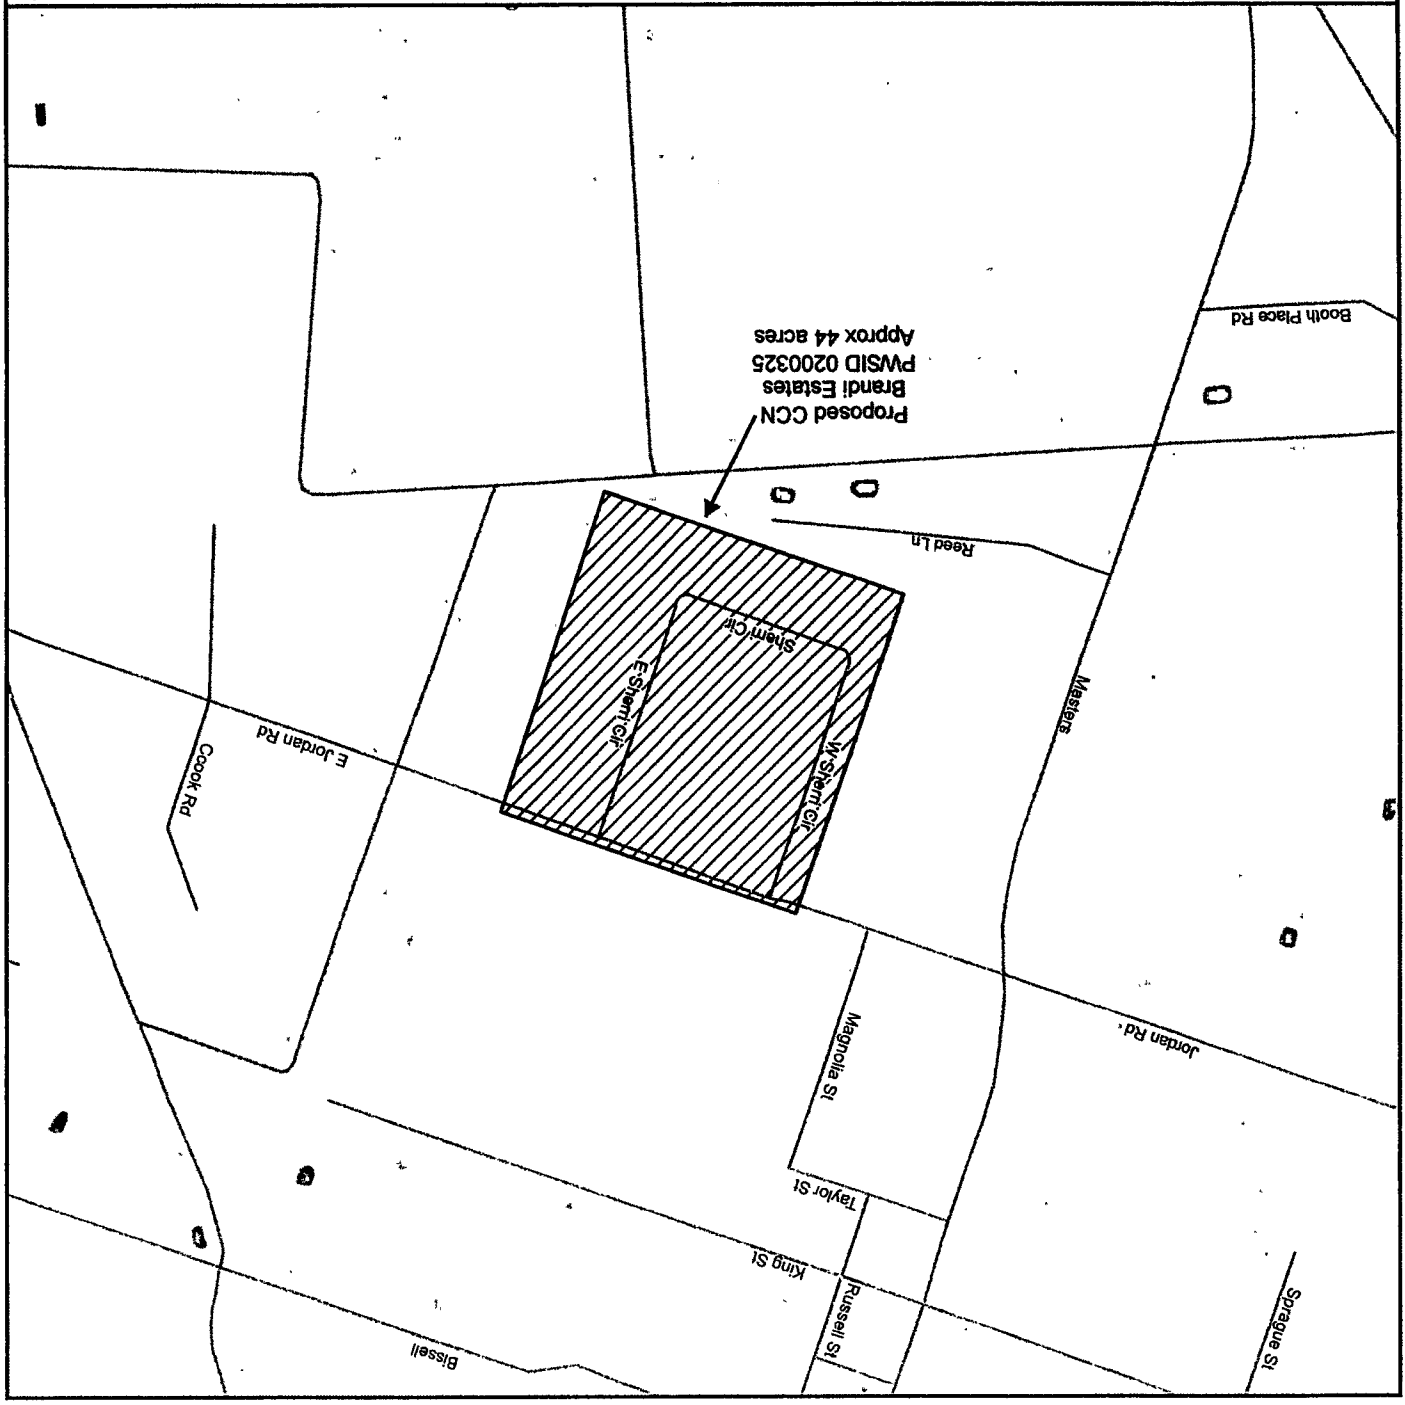 Sprague St
Bissell
Russell St
King St
Taylor St
Magnolia St
Jordan Rd
Ccook Rd
E Jordan Rd
W Sherri Cir
E Sherri Cir
Sherri Cir
Masters
Reed Ln
Proposed CCN
Brandi Estates
PWSID 0200325
Approx 44 acres
Booth Place Rd